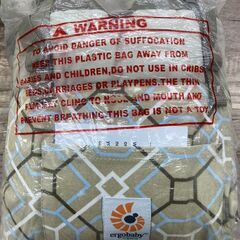 ⚠ WARNING
TO AVOID DANGER OF SUFFOCATION
KEEP THIS PLASTIC BAG AWAY FROM
BABIES AND CHILDREN,DO NOT USE IN CRIBS
BEDS CARRIAGES OR PLAYPENS. THE THIN
FILM MAY CLING TO NOSE AND MOUTH AND
PREVENT BREATHING THIS BAG IS NOT A TOY.
ergobaby